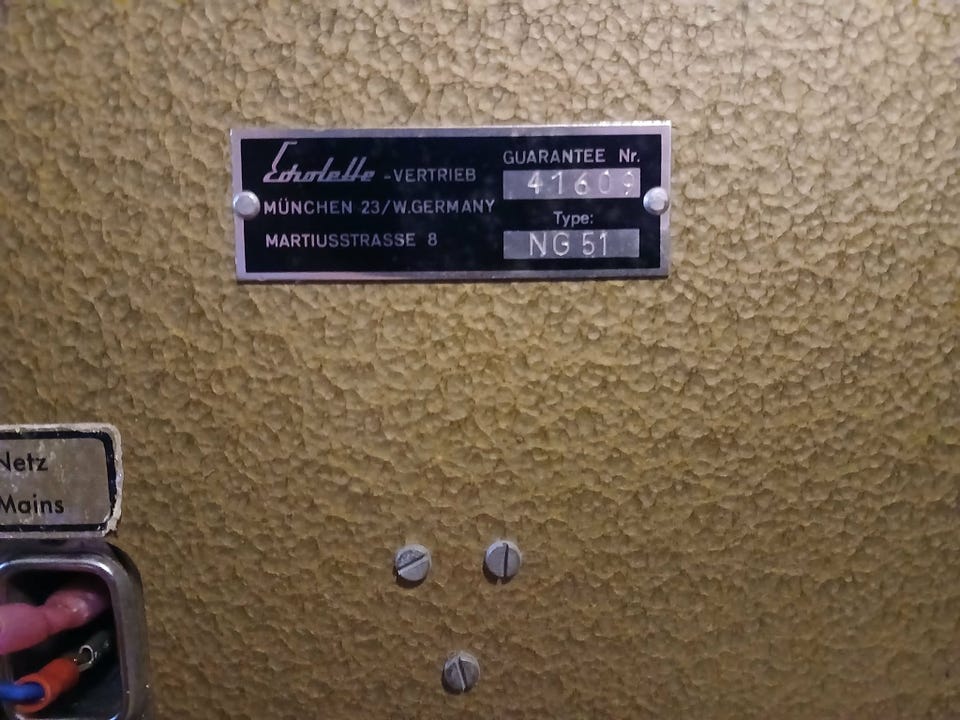 Echolette -VERTRIEB
MÜNCHEN 23/W.GERMANY
MARTIUSSTRASSE 8
GUARANTEE Nr.
41609
Type:
NG 51
Netz
Mains